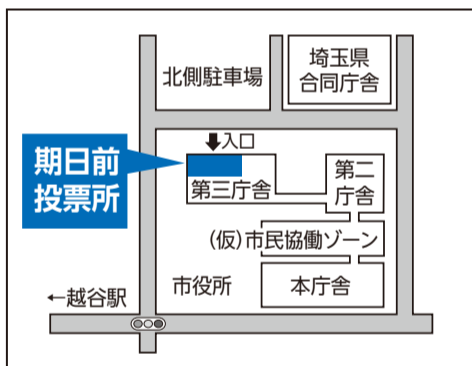 北側駐車場
埼玉県
合同庁舎
期日前
投票所
入口
第三庁舎
第二
庁舎
(仮)市民協働ゾーン
市役所
本庁舎
←越谷駅